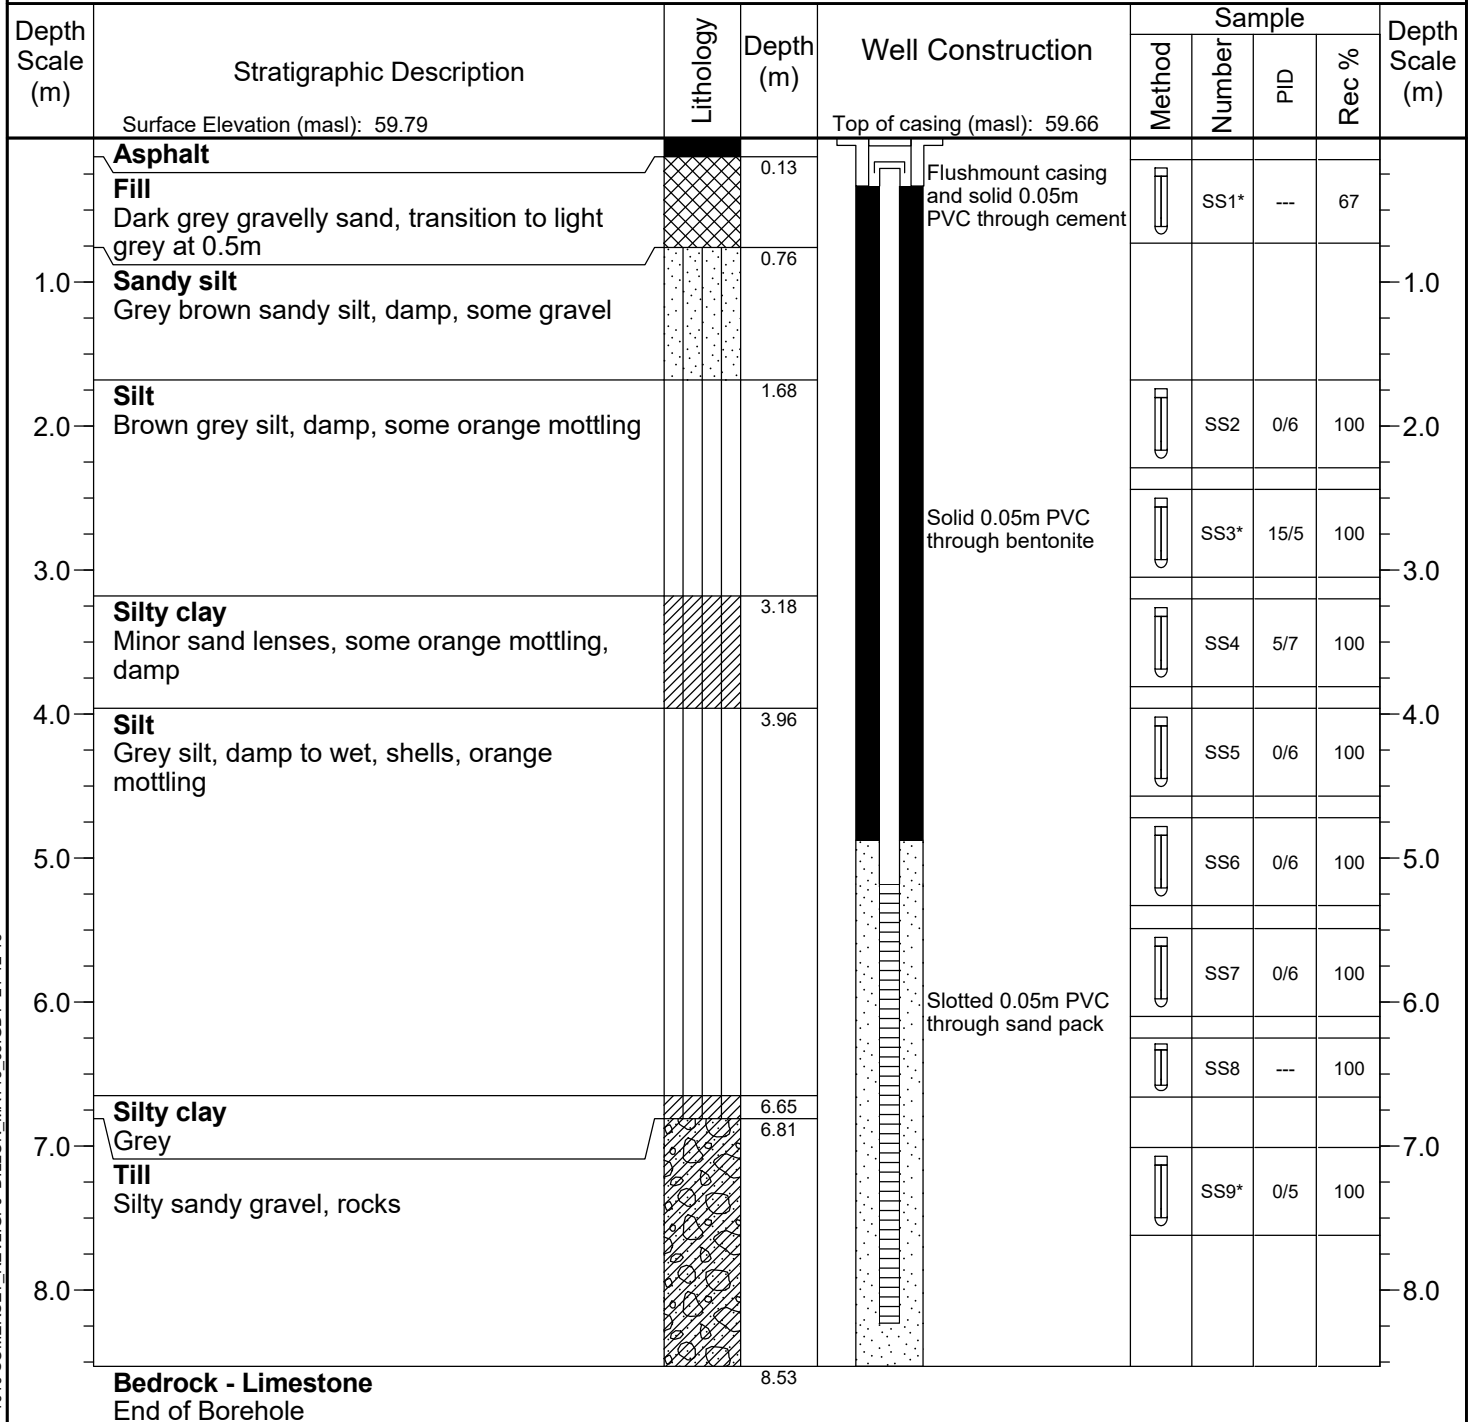 Depth
Scale
(m)
Stratigraphic Description
Surface Elevation (masl): 59.79
Lithology
Depth
(m)
Well Construction
Top of casing (masl): 59.66
Sample
Method
Number
PID
Rec %
Depth
Scale
(m)
Asphalt
0.13
Fill
Dark grey gravelly sand, transition to light
grey at 0.5m
0.76
Flushmount casing
and solid 0.05m
PVC through cement
SS1* --- 67
1.0
Sandy silt
Grey brown sandy silt, damp, some gravel
1.0
Silt
1.68
Brown grey silt, damp, some orange mottling
2.0
SS2 0/6 100
2.0
Solid 0.05m PVC
through bentonite
SS3* 15/5 100
3.0
3.0
Silty clay
3.18
Minor sand lenses, some orange mottling,
damp
SS4 5/7 100
4.0
4.0
Silt
3.96
Grey silt, damp to wet, shells, orange
mottling
SS5 0/6 100
5.0
SS6 0/6 100
5.0
SS7 0/6 100
6.0
Slotted 0.05m PVC
through sand pack
6.0
SS8 --- 100
Silty clay
6.65
Grey
6.81
7.0
7.0
Till
Silty sandy gravel, rocks
SS9* 0/5 100
8.0
8.0
8.53
Bedrock - Limestone
End of Borehole